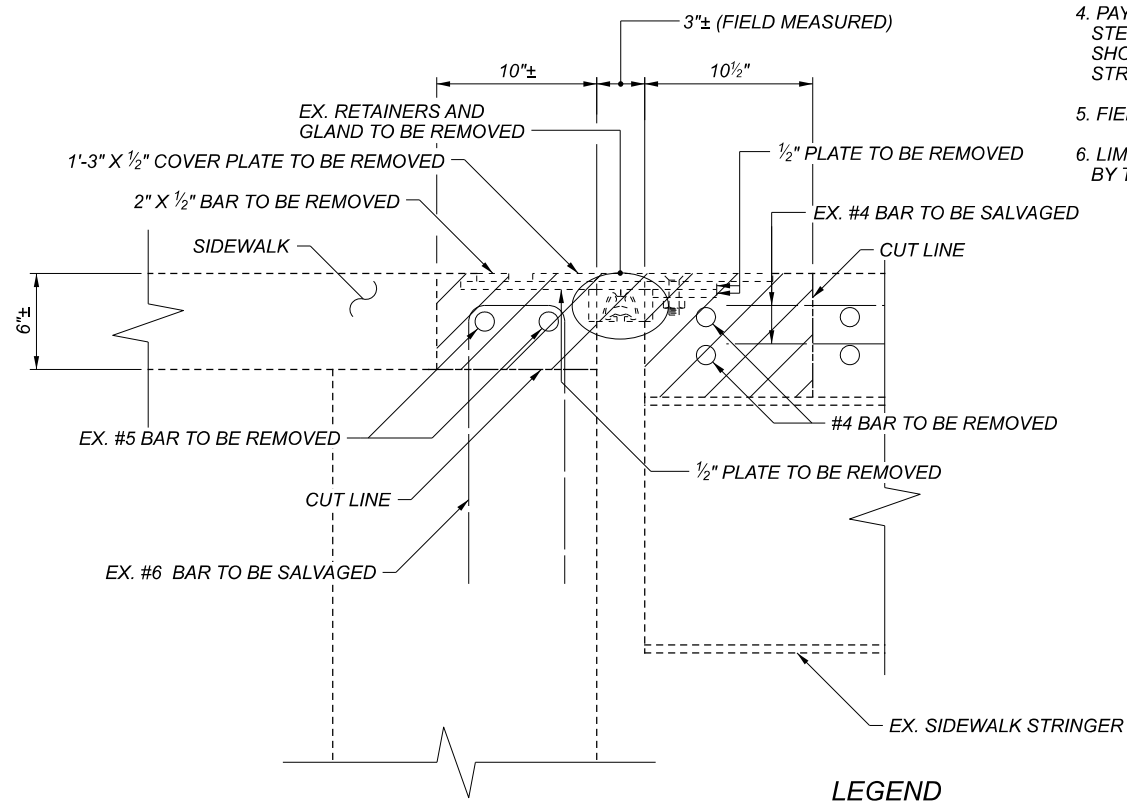 3"± (FIELD MEASURED)
10"±
10½"
EX. RETAINERS AND
GLAND TO BE REMOVED
1'-3" X ½" COVER PLATE TO BE REMOVED
2" X ½" BAR TO BE REMOVED
SIDEWALK
½" PLATE TO BE REMOVED
EX. #4 BAR TO BE SALVAGED
CUT LINE
6"±
EX. #5 BAR TO BE REMOVED
#4 BAR TO BE REMOVED
½" PLATE TO BE REMOVED
CUT LINE
EX. #6 BAR TO BE SALVAGED
EX. SIDEWALK STRINGER
LEGEND
4. PAY
STE
SHO
STR
5. FIE
6. LIM
BY T